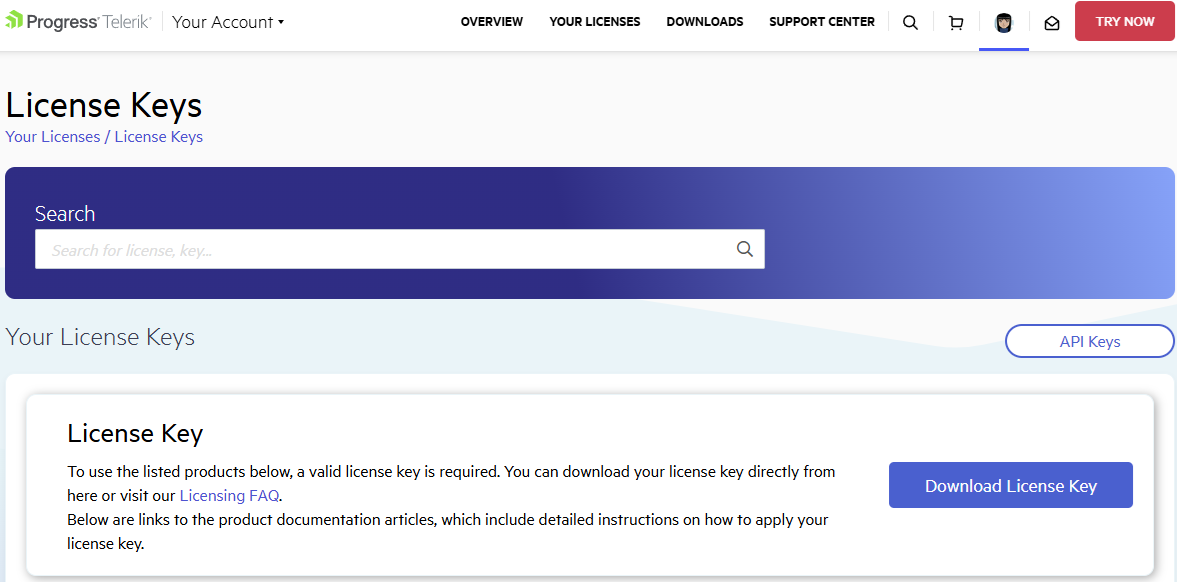 Progress Telerik
Your Account
OVERVIEW
YOUR LICENSES
DOWNLOADS
SUPPORT CENTER
TRY NOW
License Keys
Your Licenses / License Keys
Search
Search for license, key...
Your License Keys
API Keys
License Key
To use the listed products below, a valid license key is required. You can download your license key directly from
here or visit our Licensing FAQ.
Below are links to the product documentation articles, which include detailed instructions on how to apply your
license key.
Download License Key